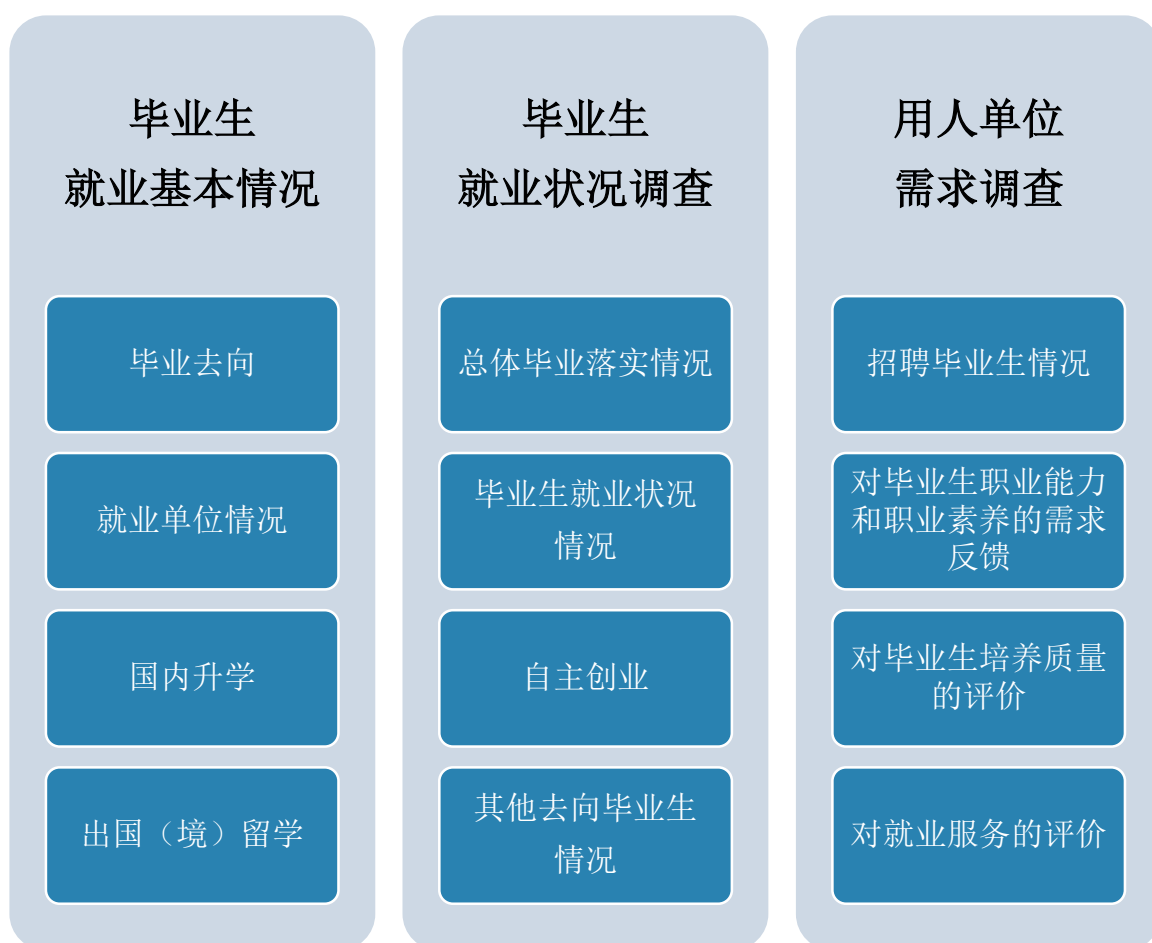 毕业生
就业基本情况
毕业去向
就业单位情况
国内升学
出国（境）留学
毕业生
就业状况调查
总体毕业落实情况
毕业生就业状况
情况
自主创业
其他去向毕业生
情况
用人单位
需求调查
招聘毕业生情况
对毕业生职业能力
和职业素养的需求
反馈
对毕业生培养质量
的评价
对就业服务的评价